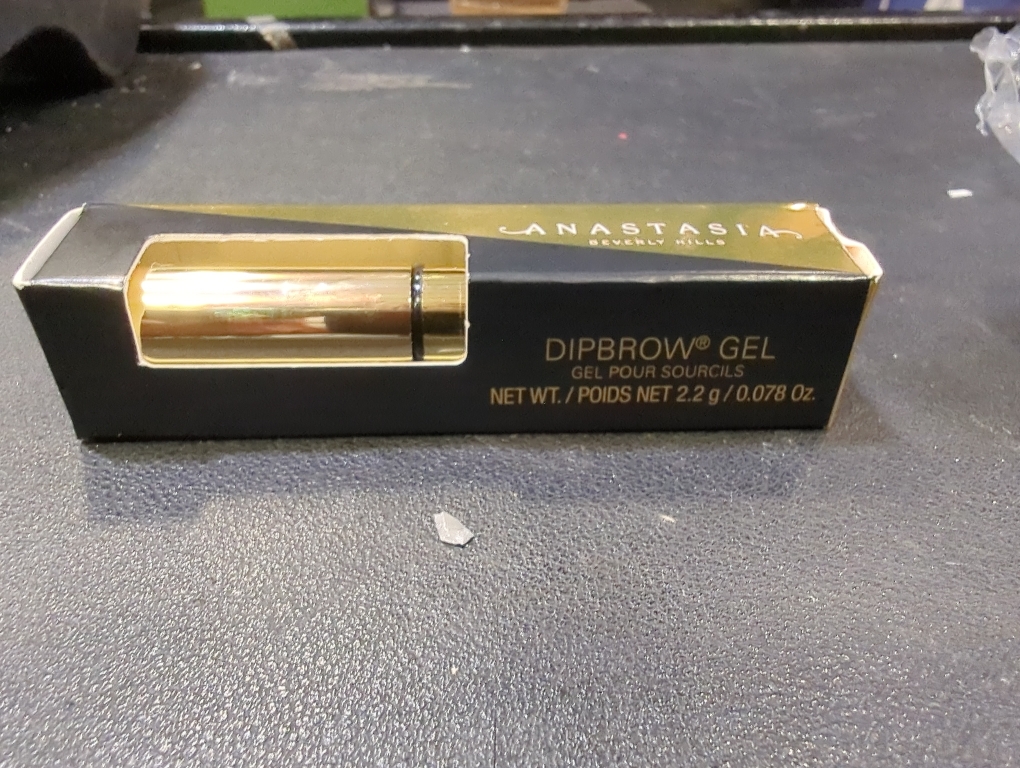 ANASTASIA
BEVERLY HILLS
DIPBROW® GEL
GEL POUR SOURCILS
NET WT. / POIDS NET 2.2 g / 0.078 Oz.